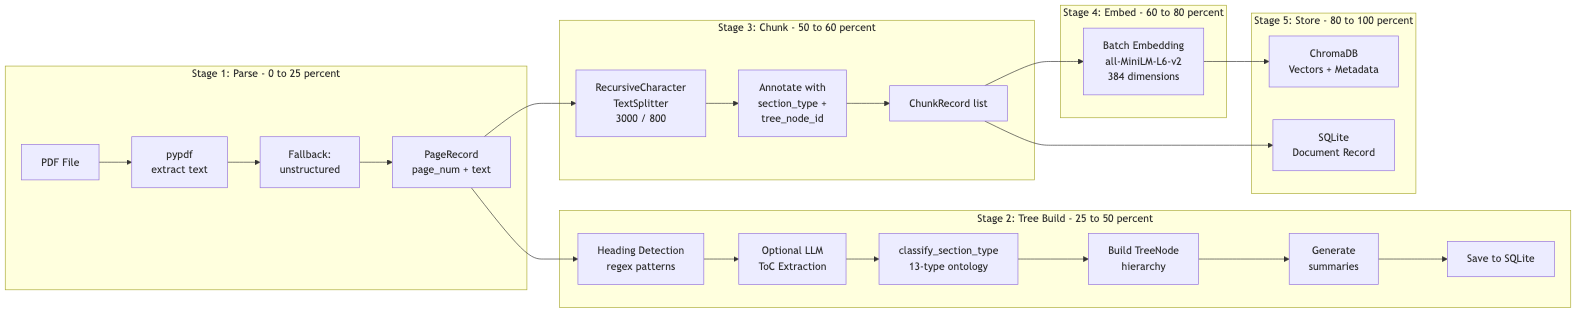 Stage 1: Parse - 0 to 25 percent
PDF File
pypdf
extract text
Fallback:
unstructured
PageRecord
page_num + text
Stage 3: Chunk - 50 to 60 percent
RecursiveCharacter
TextSplitter
3000 / 800
Annotate with
section_type +
tree_node_id
ChunkRecord list
Stage 4: Embed - 60 to 80 percent
Batch Embedding
all-MiniLM-L6-v2
384 dimensions
Stage 5: Store - 80 to 100 percent
ChromaDB
Vectors + Metadata
SQLite
Document Record
Stage 2: Tree Build - 25 to 50 percent
Heading Detection
regex patterns
Optional LLM
ToC Extraction
classify_section_type
13-type ontology
Build TreeNode
hierarchy
Generate
summaries
Save to SQLite